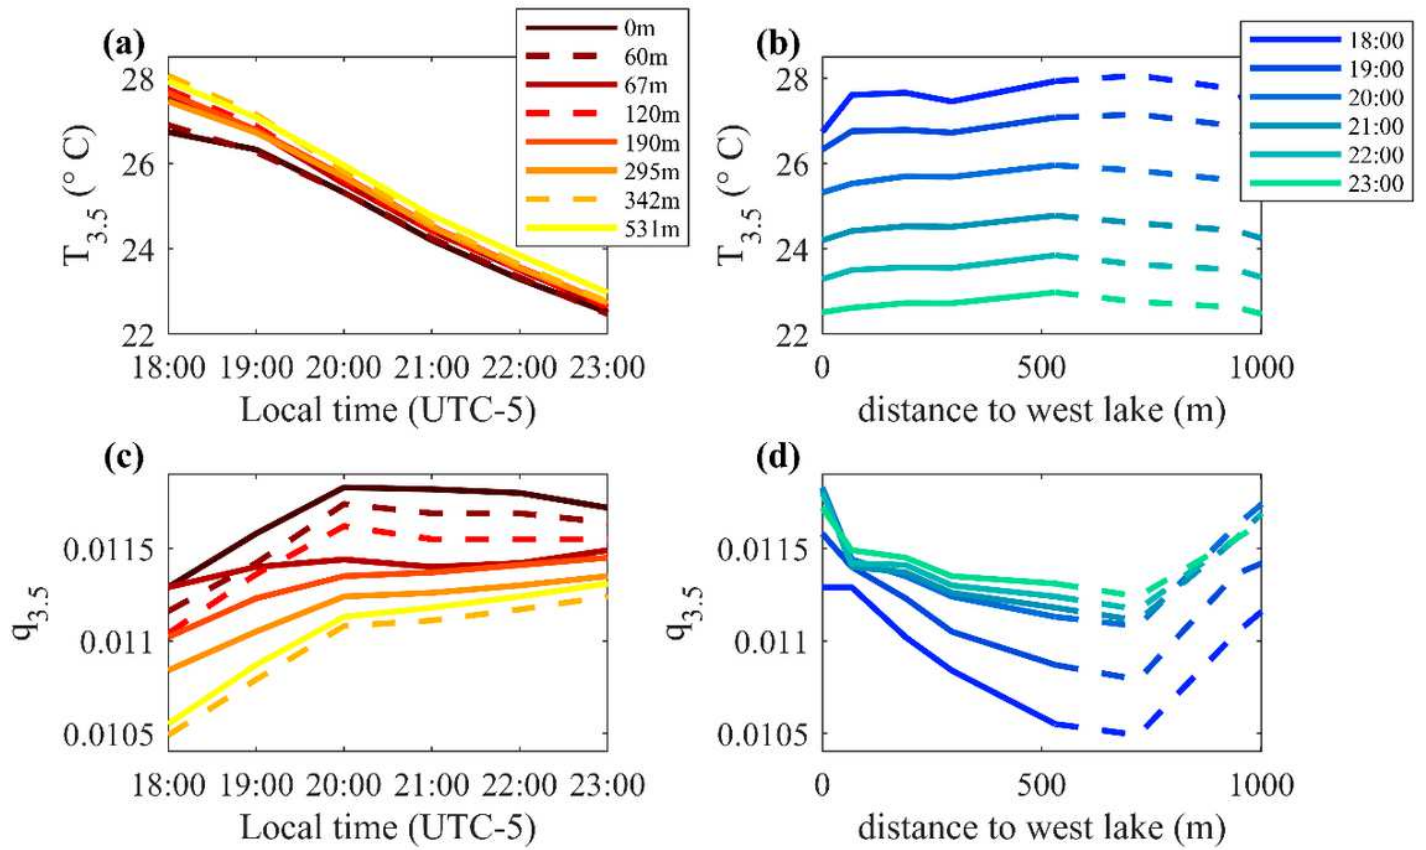 (a)
T3.5 (° C)
28
26
24
22
18:00 19:00 20:00 21:00 22:00 23:00
Local time (UTC-5)
0m
60m
67m
120m
190m
295m
342m
531m
(b)
T3.5 (° C)
28
26
24
22
0 500 1000
distance to west lake (m)
18:00
19:00
20:00
21:00
22:00
23:00
(c)
q3.5
0.0115
0.011
0.0105
18:00 19:00 20:00 21:00 22:00 23:00
Local time (UTC-5)
(d)
q3.5
0.0115
0.011
0.0105
0 500 1000
distance to west lake (m)